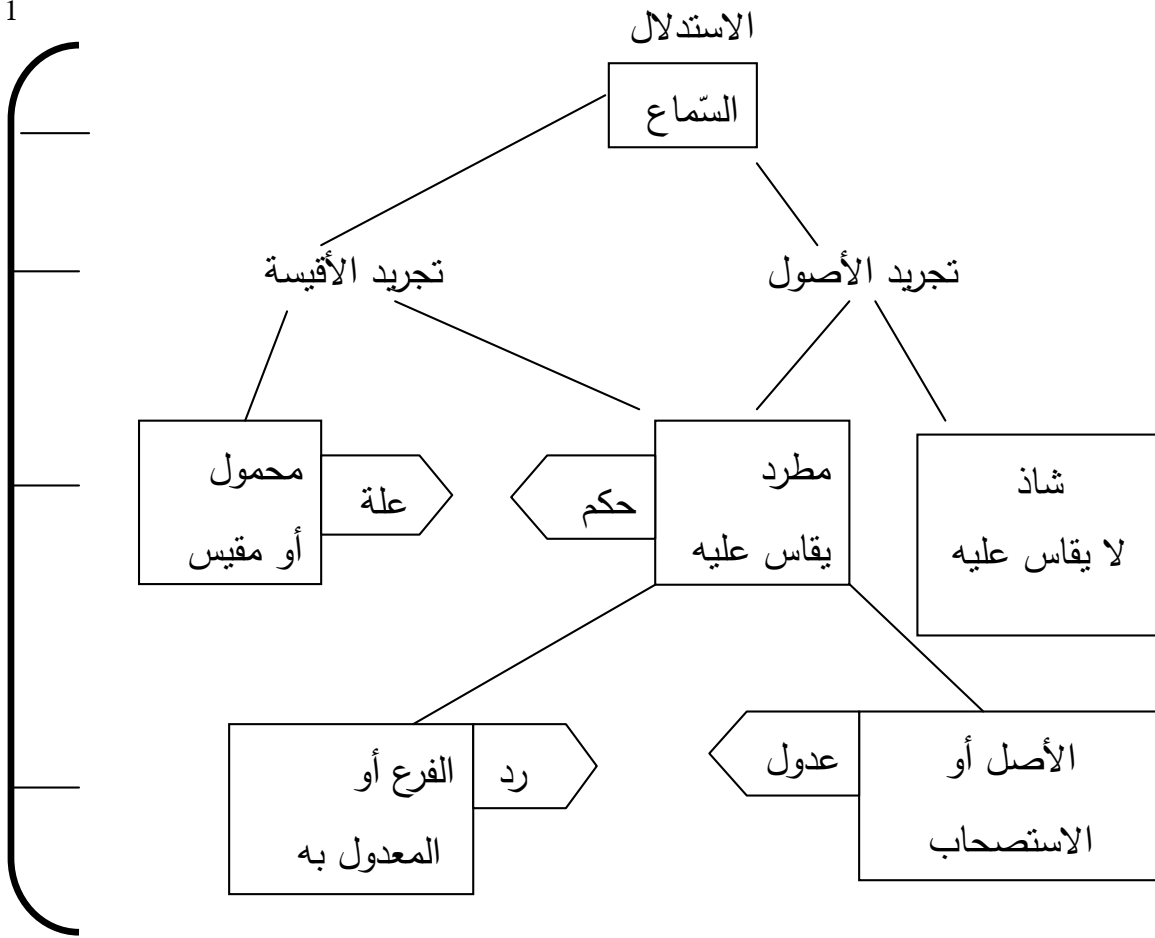 1
الاستدلال
السّماع
تجريد الأصول
تجريد الأقيسة
شاذ
لا يقاس عليه
مطرد
يقاس عليه
حكم
علة
محمول
أو مقيس
الأصل أو
الاستصحاب
عدول
رد
الفرع أو
المعدول به